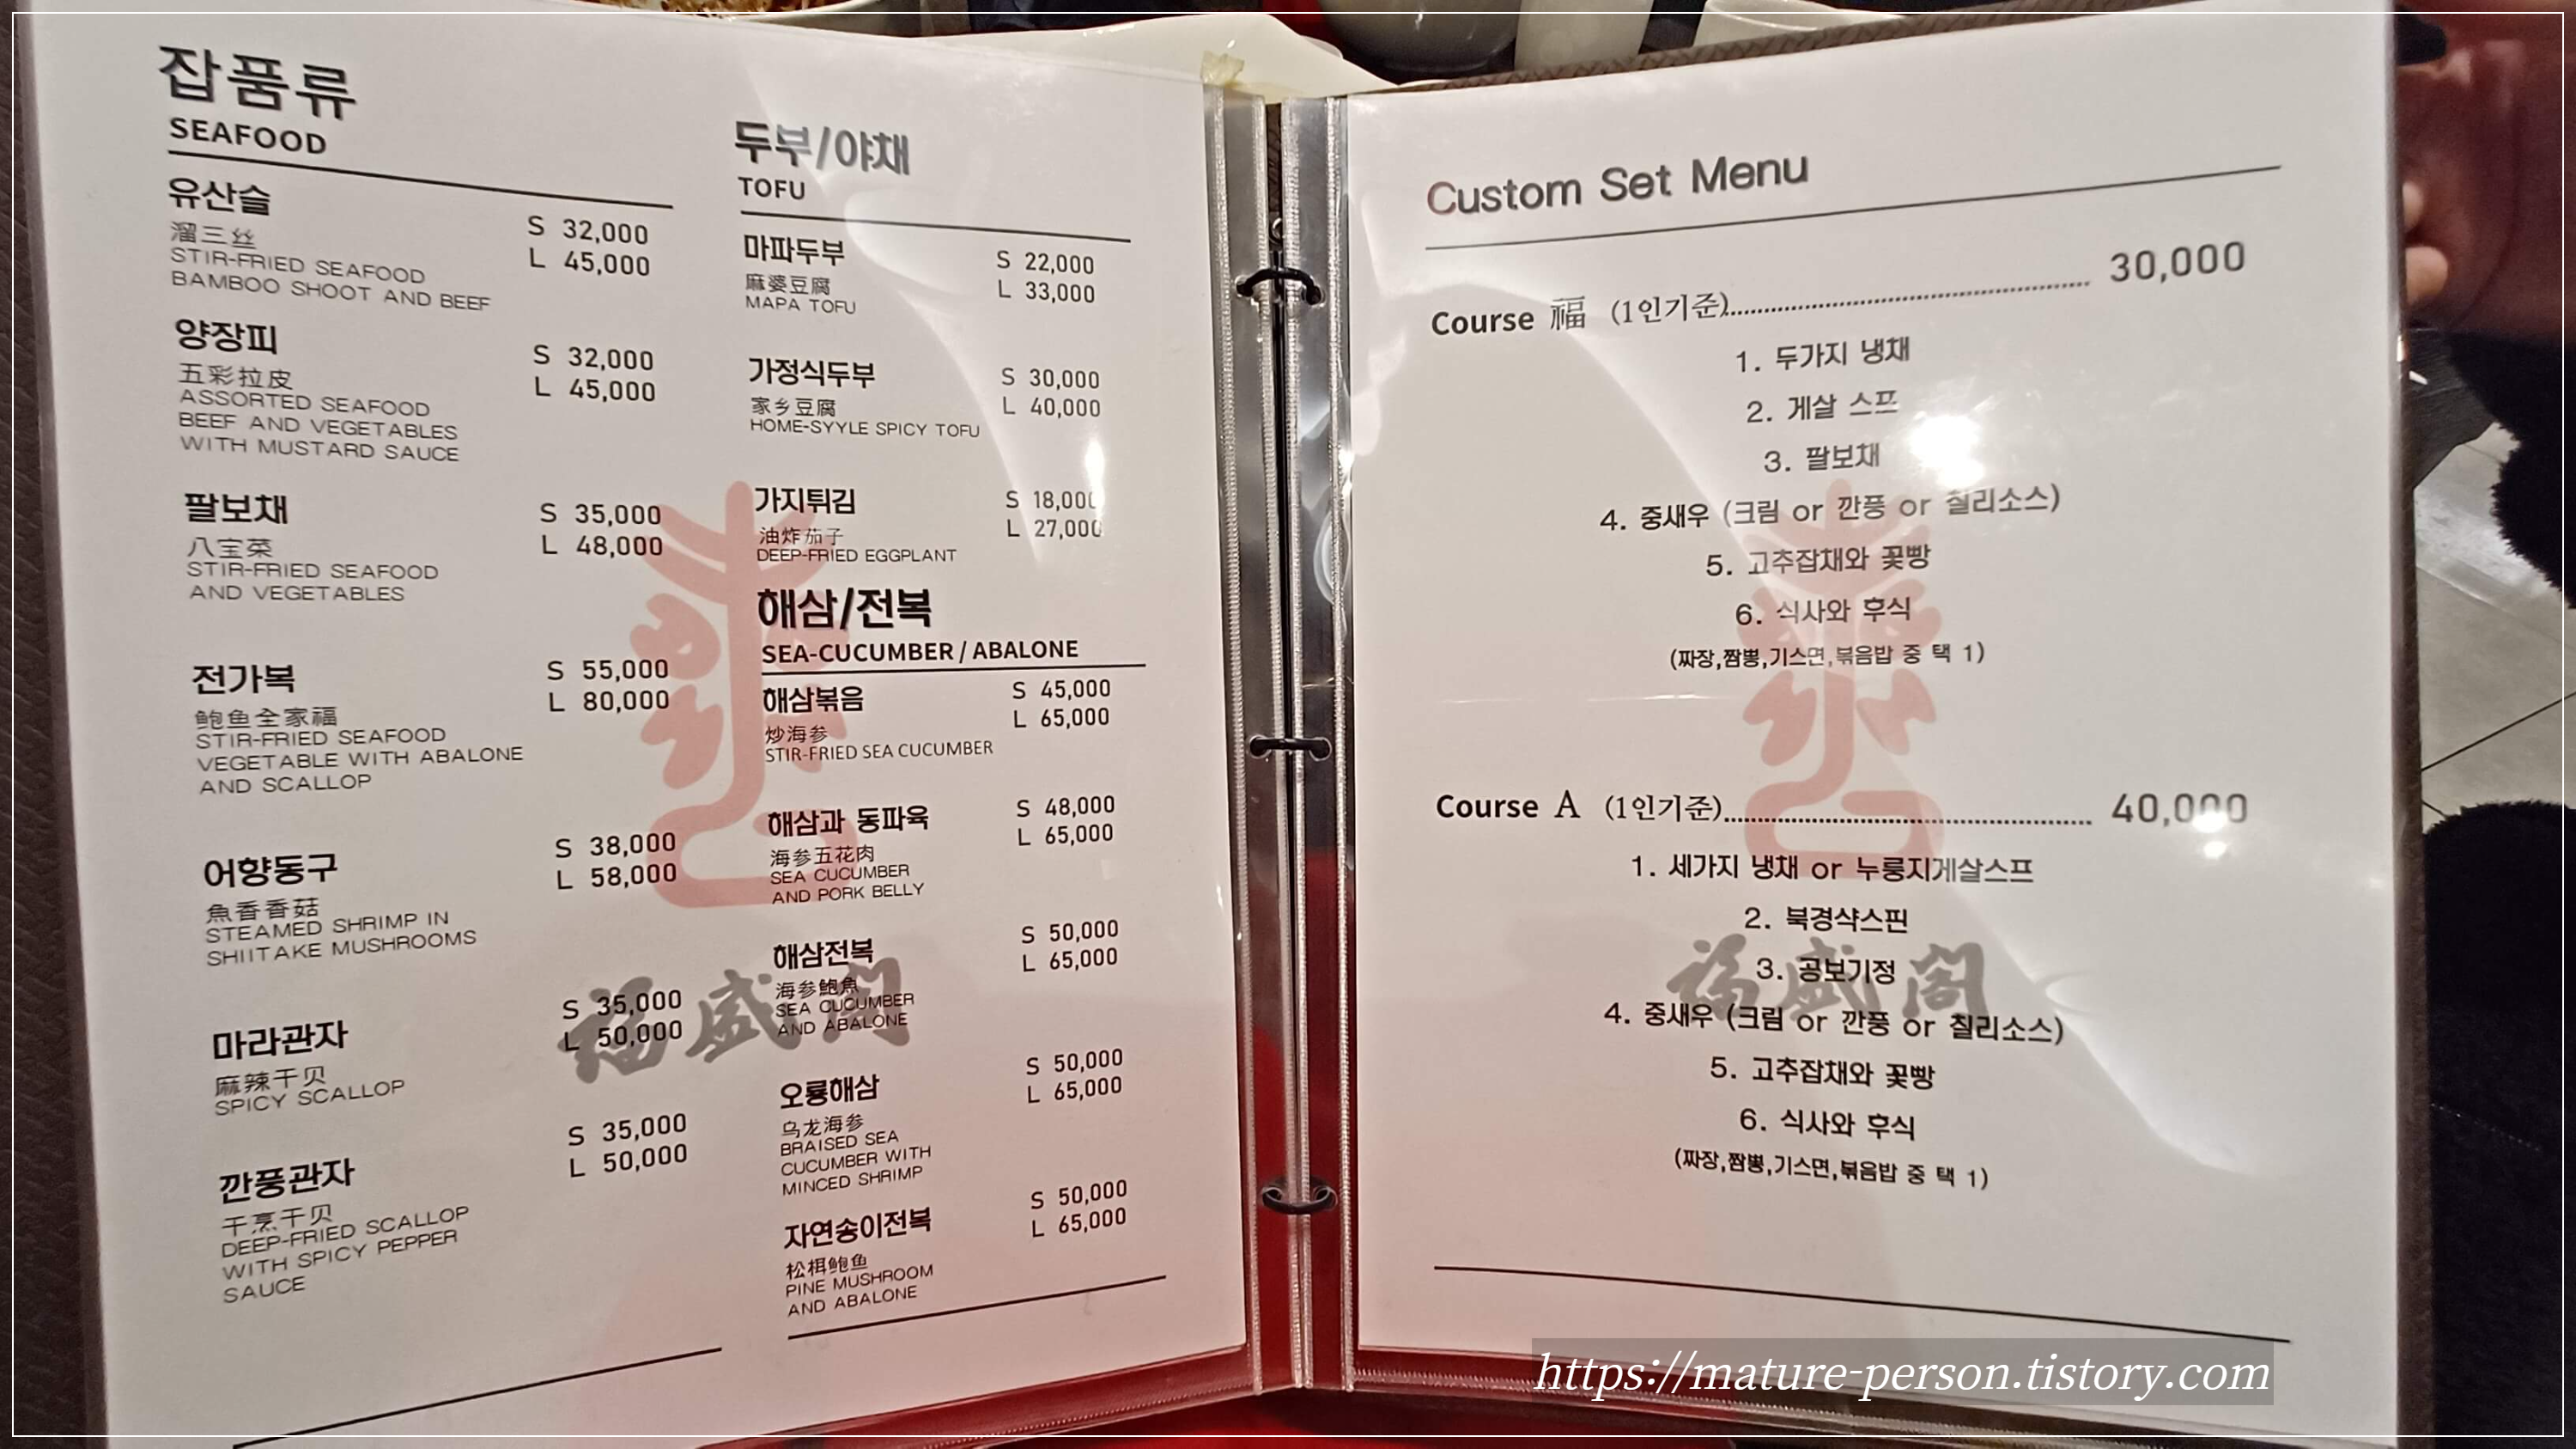 잡품류
SEAFOOD
유산슬
溜三丝
STIR-FRIED SEAFOOD
BAMBOO SHOOT AND BEEF
S 32,000
L 45,000
양장피
五彩拉皮
ASSORTED SEAFOOD
BEEF AND VEGETABLES
WITH MUSTARD SAUCE
S 32,000
L 45,000
팔보채
八宝菜
STIR-FRIED SEAFOOD
AND VEGETABLES
S 35,000
L 48,000
전가복
鲍鱼全家福
STIR-FRIED SEAFOOD
VEGETABLE WITH ABALONE
AND SCALLOP
S 55,000
L 80,000
어향동구
魚香香菇
STEAMED SHRIMP IN
SHIITAKE MUSHROOMS
S 38,000
L 58,000
마라관자
麻辣干贝
SPICY SCALLOP
S 35,000
L 50,000
깐풍관자
干烹干贝
DEEP-FRIED SCALLOP
WITH SPICY PEPPER
SAUCE
S 35,000
L 50,000
두부/야채
TOFU
마파두부
麻婆豆腐
MAPA TOFU
S 22,000
L 33,000
가정식두부
家乡豆腐
HOME-SYYLE SPICY TOFU
S 30,000
L 40,000
가지튀김
油炸茄子
DEEP-FRIED EGGPLANT
S 18,000
L 27,000
해삼/전복
SEA-CUCUMBER / ABALONE
해삼볶음
炒海参
STIR-FRIED SEA CUCUMBER
S 45,000
L 65,000
해삼과 동파육
海参五花肉
SEA CUCUMBER
AND PORK BELLY
S 48,000
L 65,000
해삼전복
海参鲍魚
SEA CUCUMBER
AND ABALONE
S 50,000
L 65,000
오룡해삼
乌龙海参
BRAISED SEA
CUCUMBER WITH
MINCED SHRIMP
S 50,000
L 65,000
자연송이전복
松栮鲍鱼
PINE MUSHROOM
AND ABALONE
S 50,000
L 65,000
福盛阁
Custom Set Menu
Course 福 (1인기준) 30,000
1. 두가지 냉채
2. 게살 스프
3. 팔보채
4. 중새우 (크림 or 깐풍 or 칠리소스)
5. 고추잡채와 꽃빵
6. 식사와 후식
(짜장,짬뽕,기스면,볶음밥 중 택 1)
Course A (1인기준) 40,000
1. 세가지 냉채 or 누룽지게살스프
2. 북경샥스핀
3. 공보기정
4. 중새우 (크림 or 깐풍 or 칠리소스)
5. 고추잡채와 꽃빵
6. 식사와 후식
(짜장,짬뽕,기스면,볶음밥 중 택 1)
福盛阁
https://mature-person.tistory.com